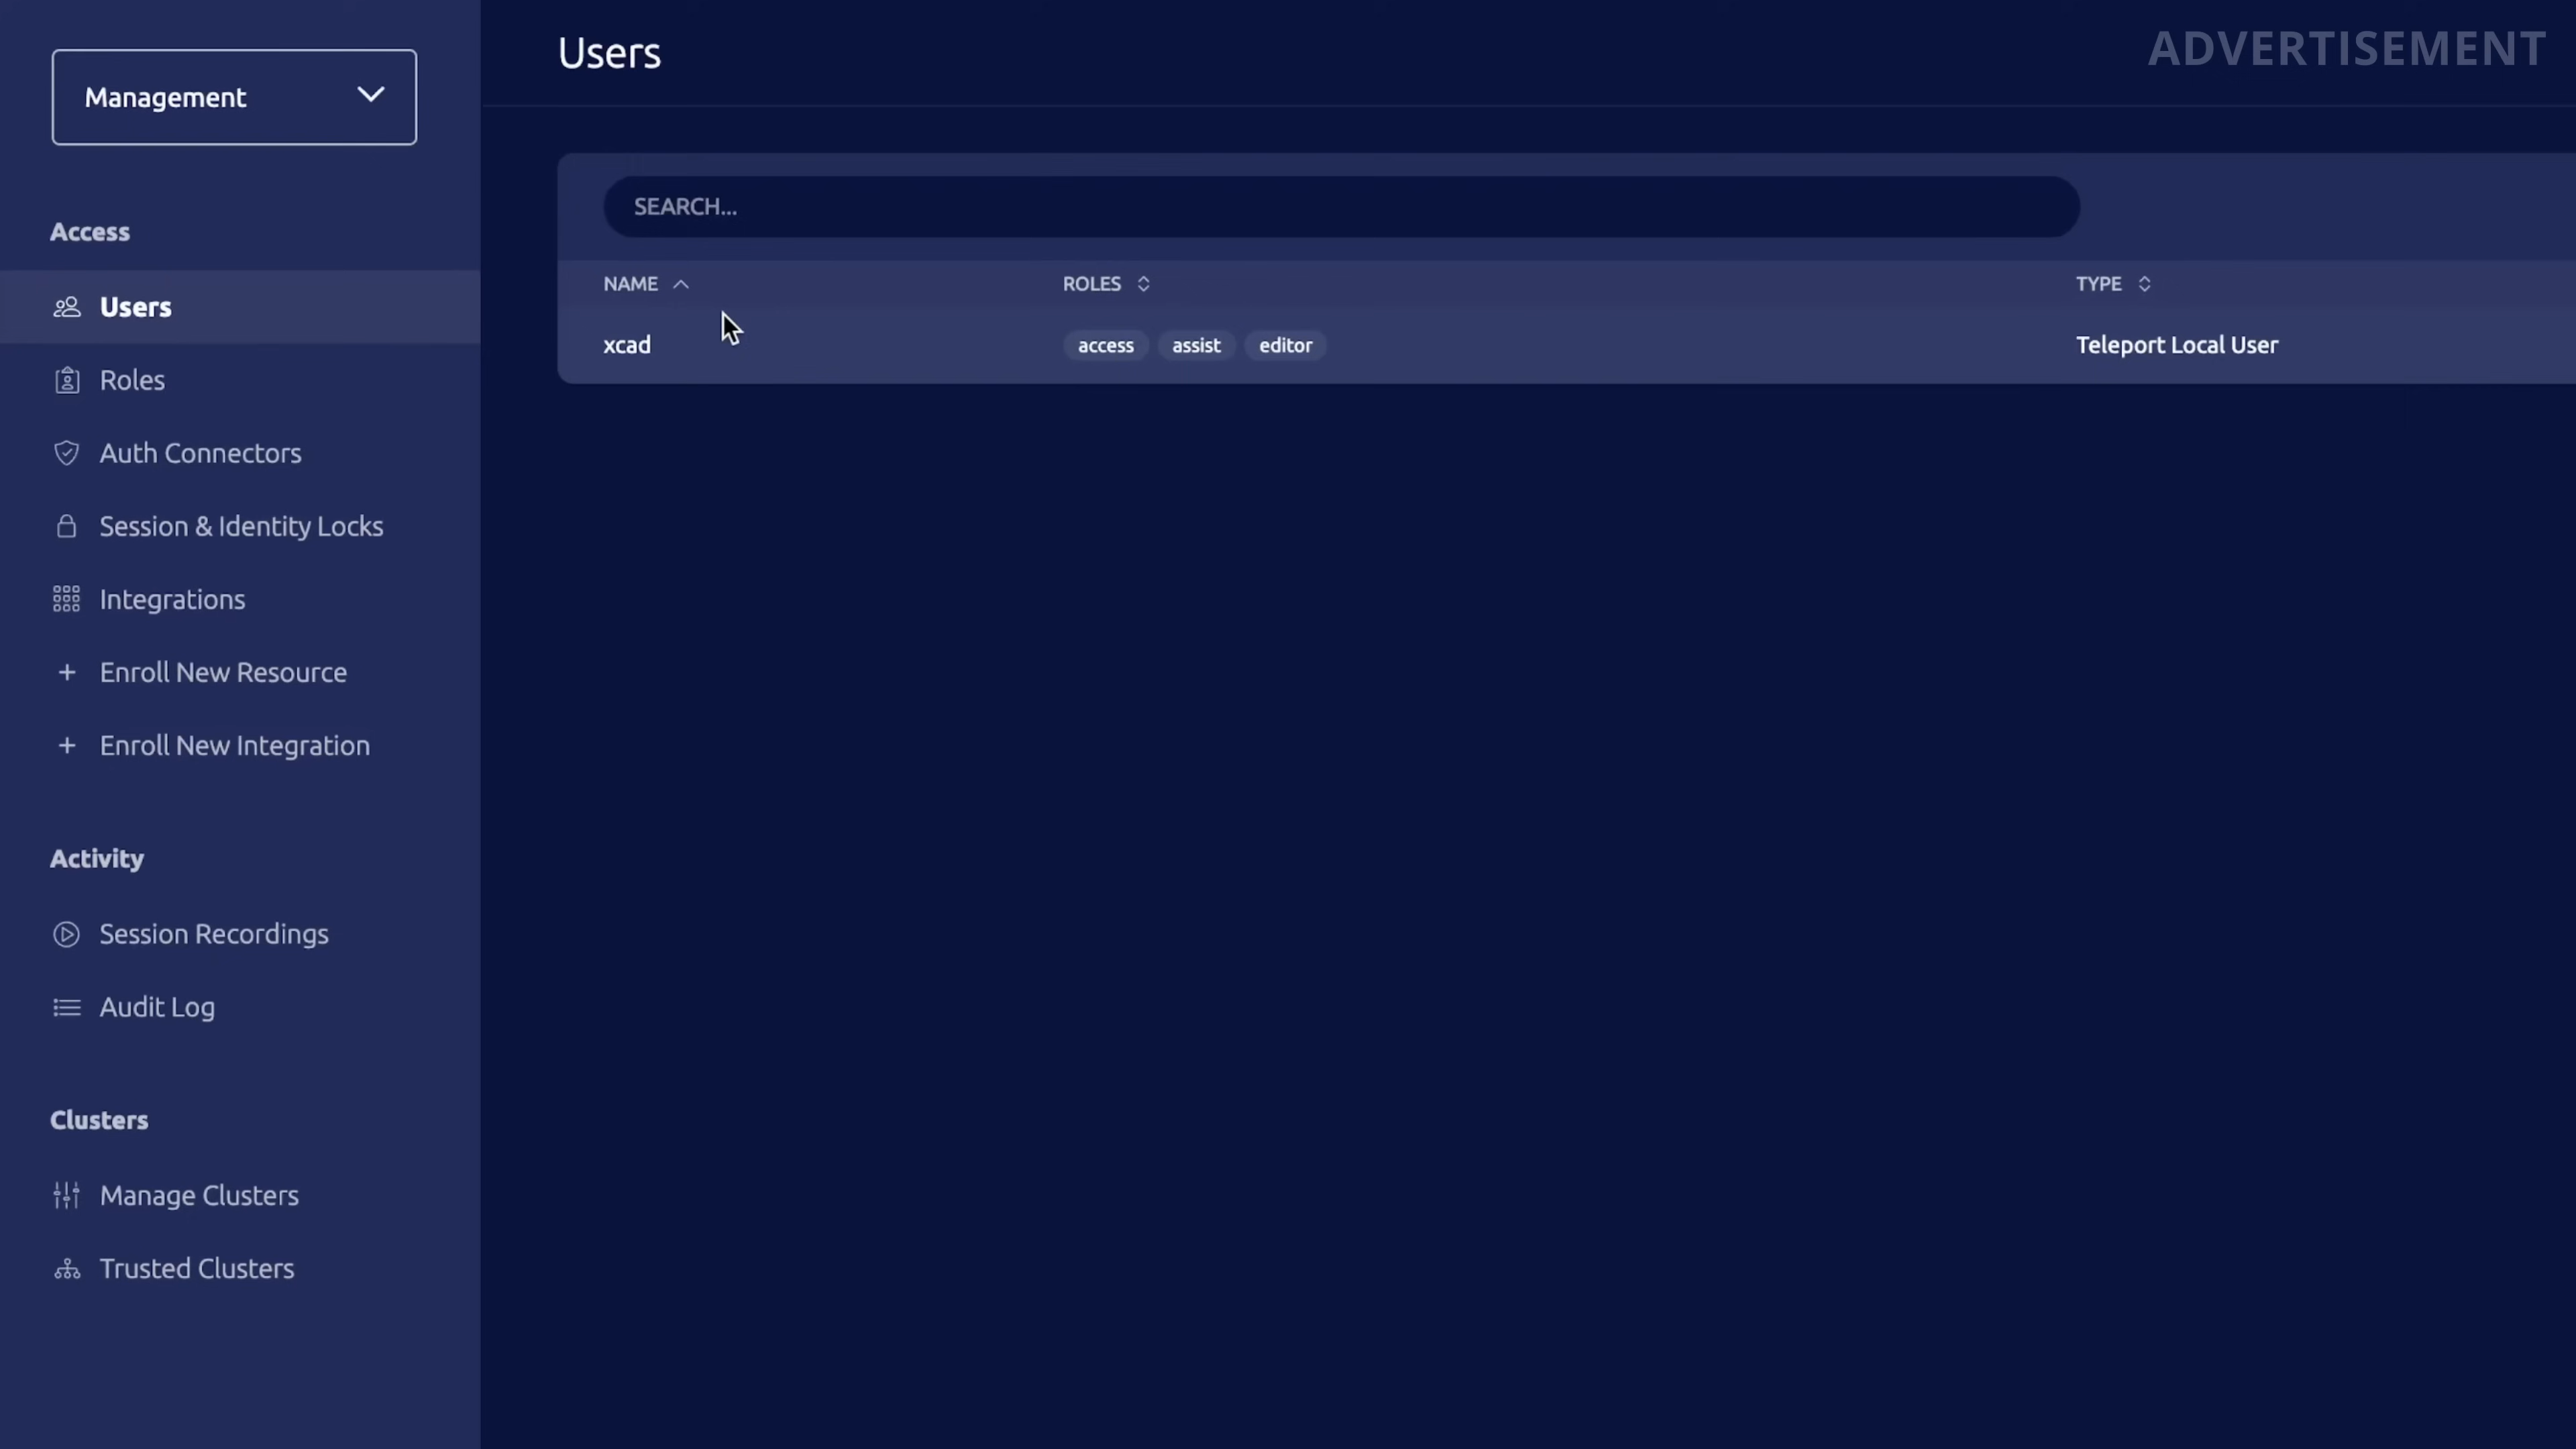 Management
Access
Users
Roles
Auth Connectors
Session & Identity Locks
Integrations
Enroll New Resource
Enroll New Integration
Activity
Session Recordings
Audit Log
Clusters
Manage Clusters
Trusted Clusters
Users
ADVERTISEMENT
SEARCH...
NAME ROLES TYPE
xcad access assist editor Teleport Local User